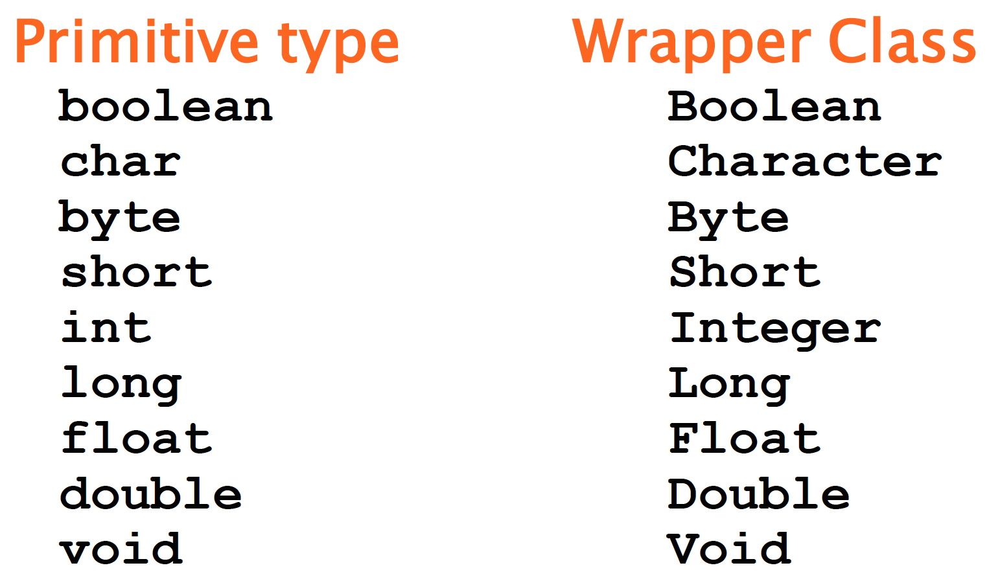 Primitive type Wrapper Class
boolean Boolean
char Character
byte Byte
short Short
int Integer
long Long
float Float
double Double
void Void